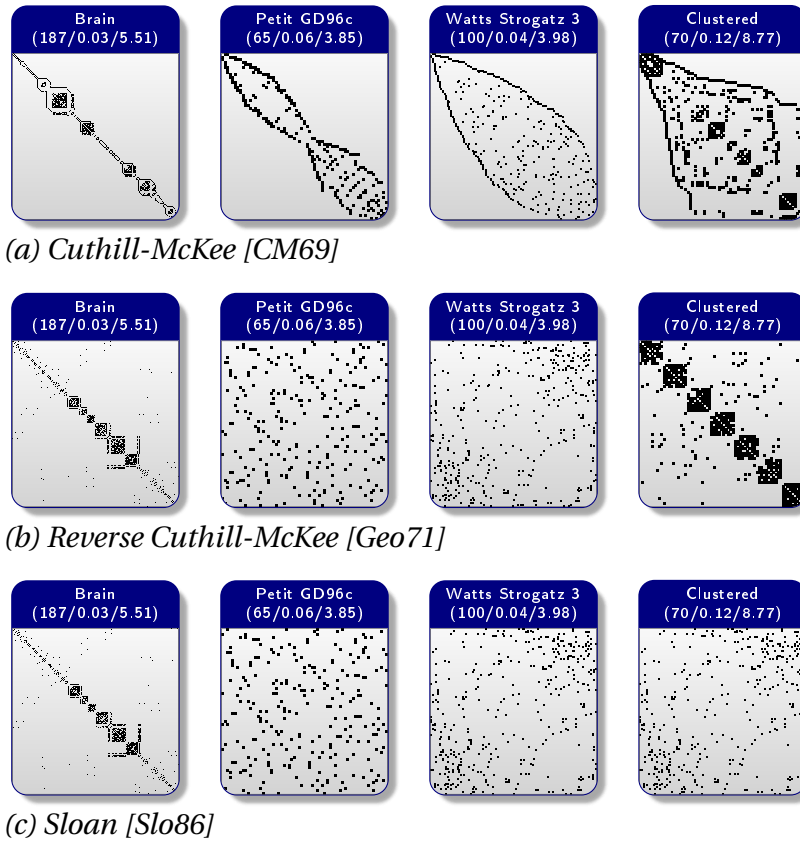 Brain
(187/0.03/5.51)
Petit GD96c
(65/0.06/3.85)
Watts Strogatz 3
(100/0.04/3.98)
Clustered
(70/0.12/8.77)
(a) Cuthill-McKee [CM69]
Brain
(187/0.03/5.51)
Petit GD96c
(65/0.06/3.85)
Watts Strogatz 3
(100/0.04/3.98)
Clustered
(70/0.12/8.77)
(b) Reverse Cuthill-McKee [Geo71]
Brain
(187/0.03/5.51)
Petit GD96c
(65/0.06/3.85)
Watts Strogatz 3
(100/0.04/3.98)
Clustered
(70/0.12/8.77)
(c) Sloan [Slo86]